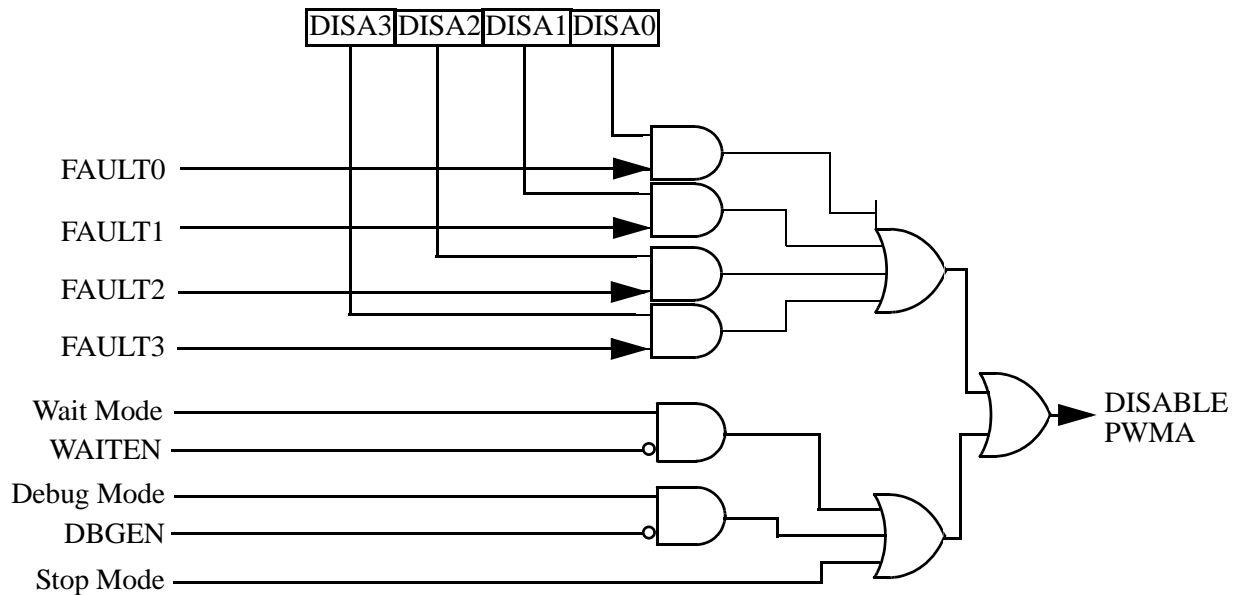 DISA3 DISA2 DISA1 DISA0
FAULT0
FAULT1
FAULT2
FAULT3
Wait Mode
WAITEN
Debug Mode
DBGEN
Stop Mode
DISABLE
PWMA